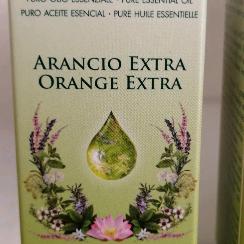 PURO OLIO ESSENZIALE · PURE ESSENTIAL OIL
PURO ACEITE ESENCIAL · PURE HUILE ESSENTIELLE
ARANCIO EXTRA
ORANGE EXTRA